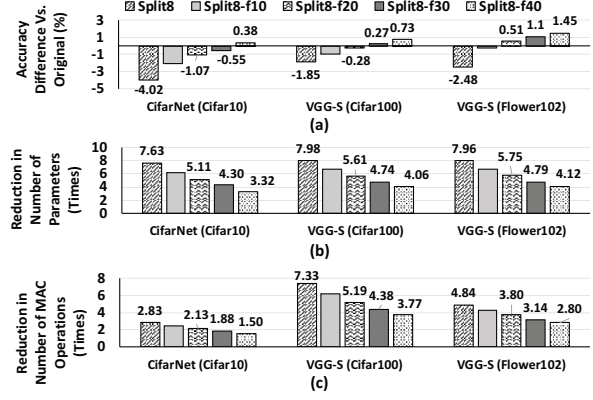 Split8 Split8-f10 Split8-f20 Split8-f30 Split8-f40
Accuracy
Difference Vs.
Original (%)
3
1
-1
-3
-5
-4.02
-1.07
-0.55
0.38
-1.85
-0.28
0.27
0.73
-2.48
0.51
1.1
1.45
CifarNet (Cifar10) VGG-S (Cifar100) VGG-S (Flower102)
(a)
Reduction in
Number of
Parameters
(Times)
10
8
6
4
2
0
7.63 5.11 4.30 3.32
7.98 5.61 4.74 4.06
7.96 5.75 4.79 4.12
CifarNet (Cifar10) VGG-S (Cifar100) VGG-S (Flower102)
(b)
Reduction in
Number of MAC
Operations
(Times)
8
6
4
2
0
2.83 2.13 1.88 1.50
7.33 5.19 4.38 3.77
4.84 3.80 3.14 2.80
CifarNet (Cifar10) VGG-S (Cifar100) VGG-S (Flower102)
(c)